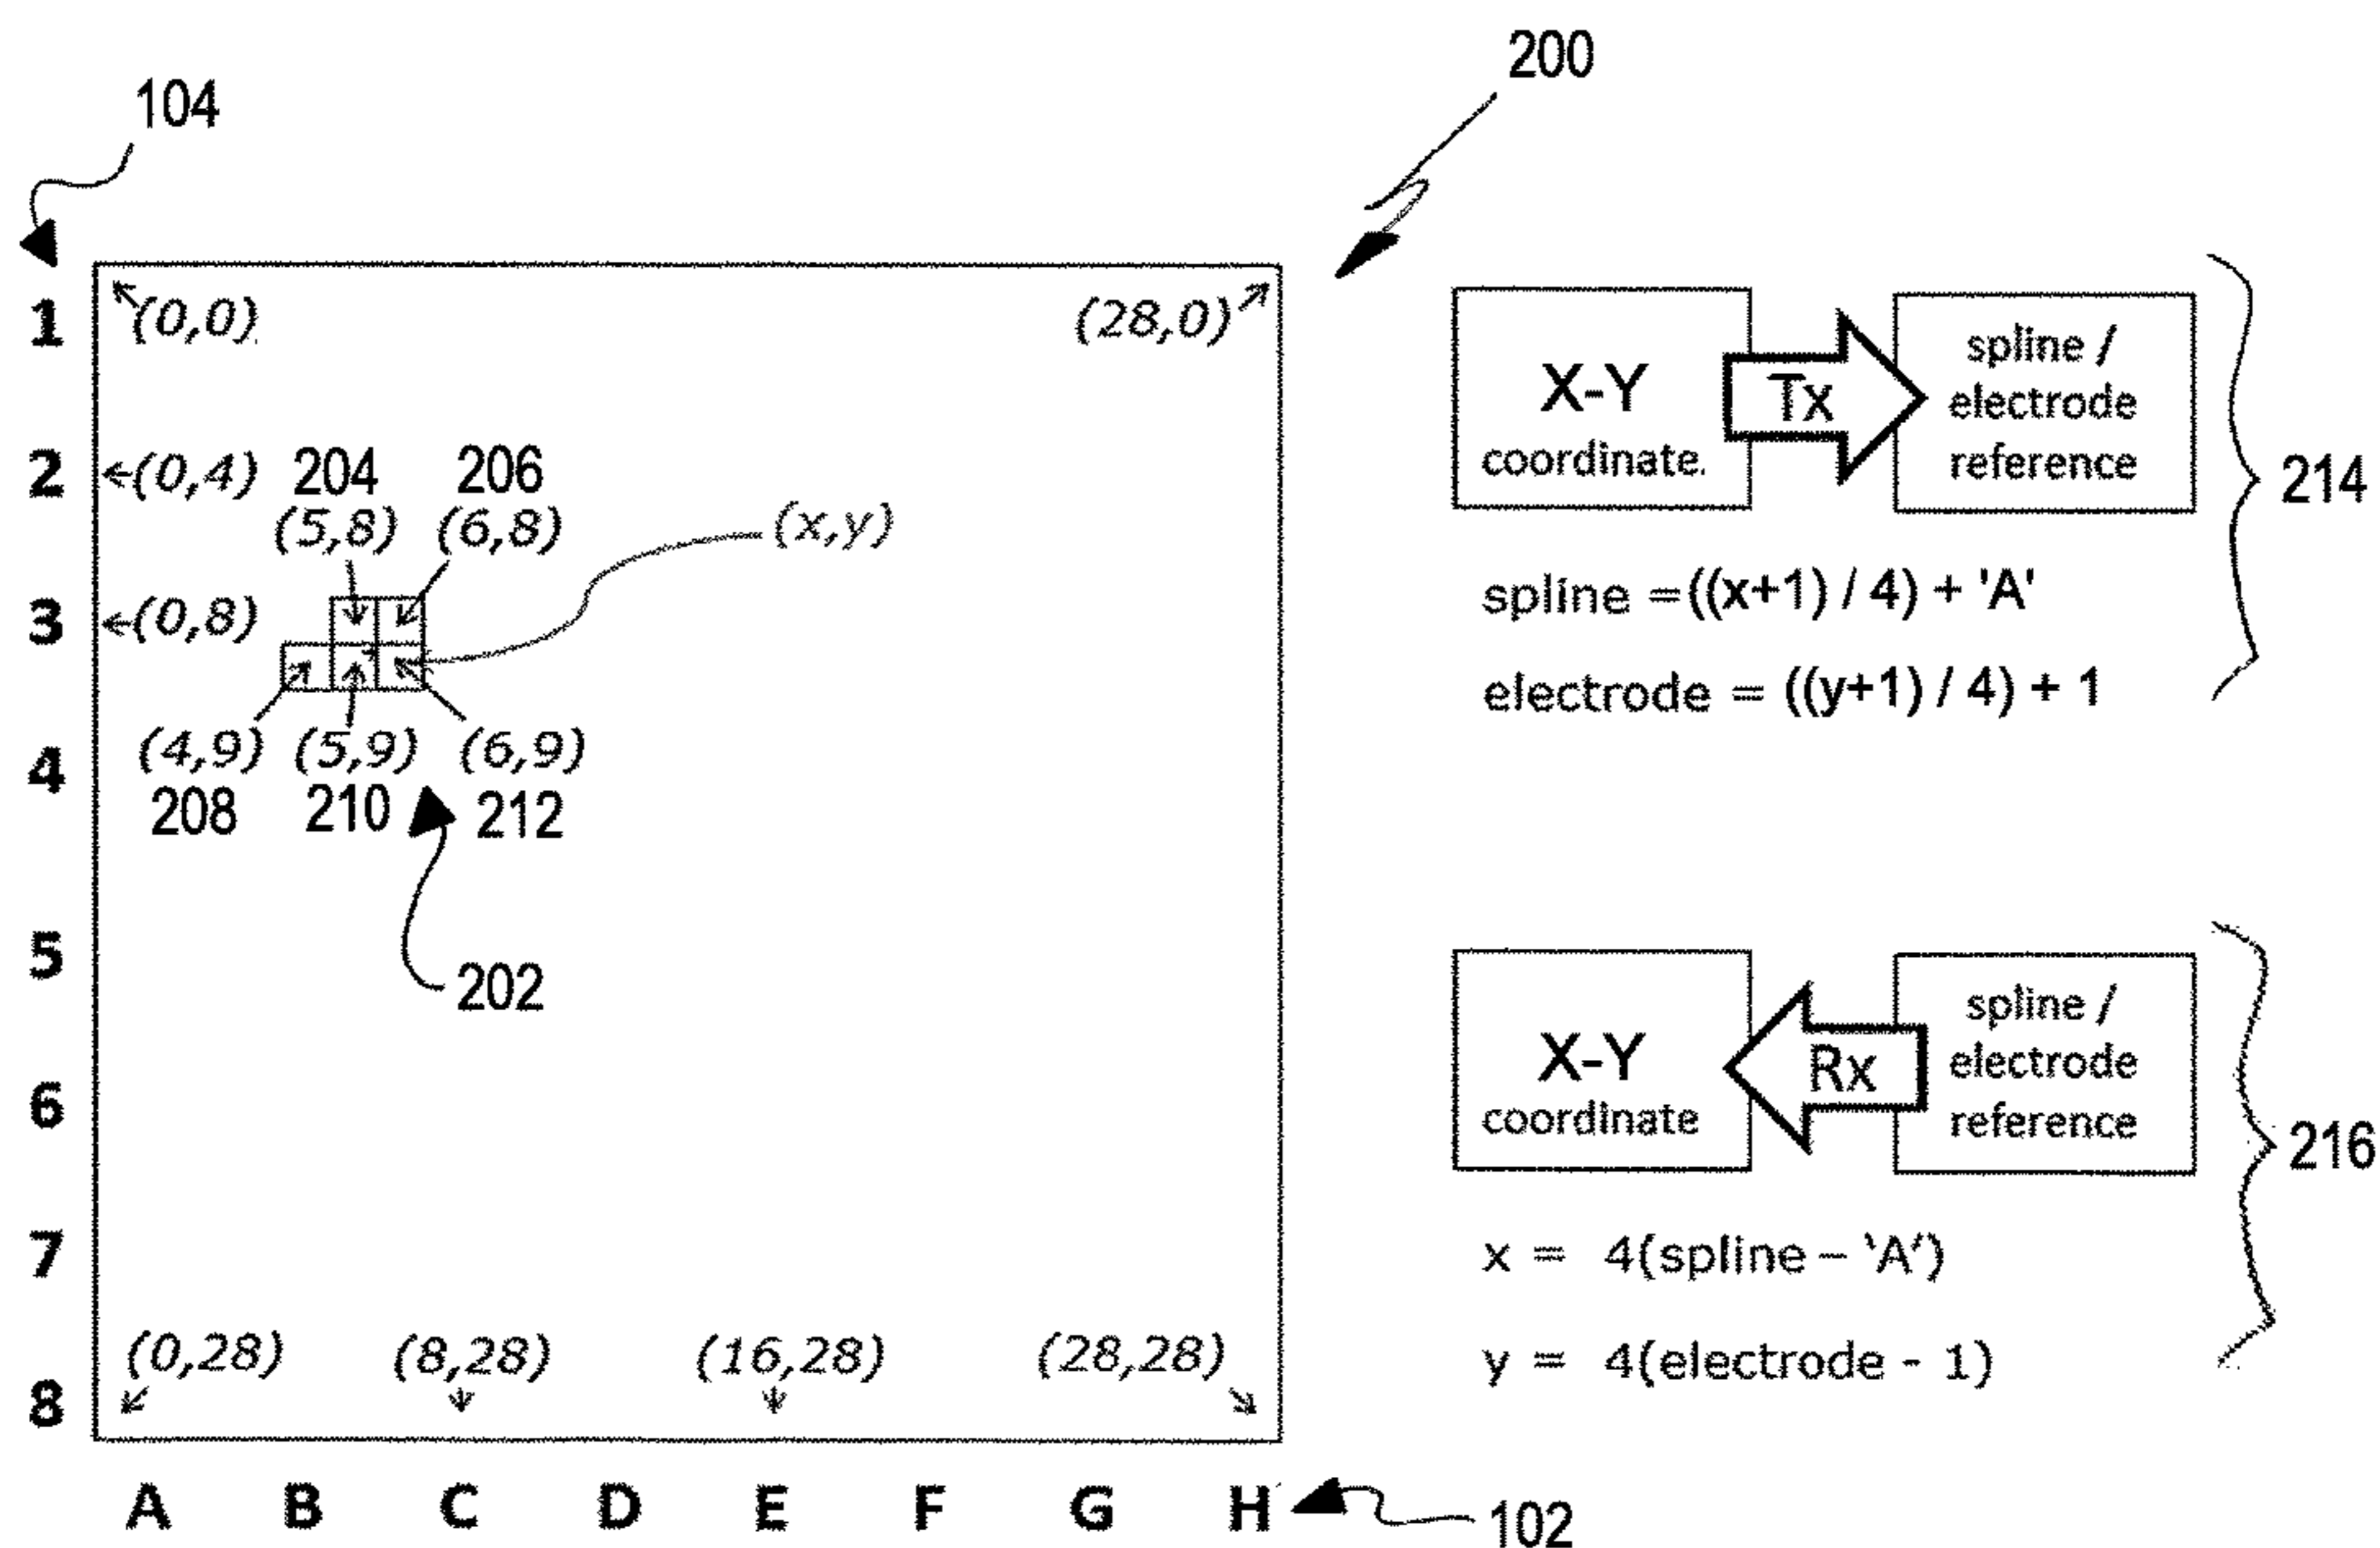 200
104
1
(0,0)
(28,0)
2
(0,4)
204
206
(5,8)
(6,8)
(x,y)
3
(0,8)
4
(4,9)
(5,9)
(6,9)
208
210
212
5
202
6
7
(0,28)
(8,28)
(16,28)
(28,28)
8
A B C D E F G H
102
X-Y
coordinate.
Tx
spline /
electrode
reference
214
spline =((x+1) / 4) + 'A'
electrode = ((y+1) / 4) + 1
X-Y
coordinate
Rx
spline /
electrode
reference
216
x = 4(spline – ‘A’)
y = 4(electrode - 1)